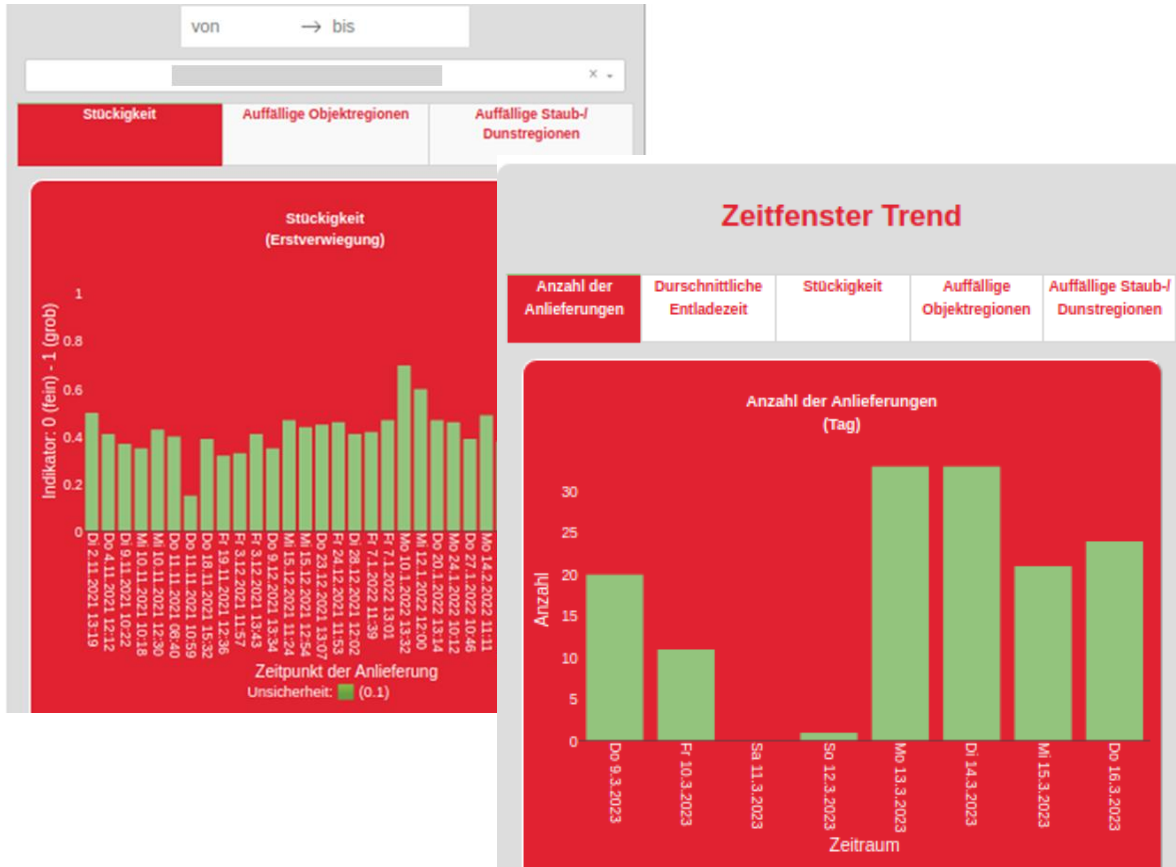 von → bis
× ▾
Stückigkeit
Auffällige Objektregionen
Auffällige Staub-/
Dunstregionen
Stückigkeit
(Erstverwiegung)
Indikator: 0 (fein) - 1 (grob)
1
0.8
0.6
0.4
0.2
0
Di 2.11.2021 13:19
Do 4.11.2021 12:12
Di 9.11.2021 10:22
Mi 10.11.2021 10:18
Mi 10.11.2021 12:30
Do 11.11.2021 08:40
Do 11.11.2021 10:59
Do 18.11.2021 15:32
Fr 19.11.2021 12:36
Fr 3.12.2021 11:57
Fr 3.12.2021 13:43
Do 9.12.2021 13:34
Mi 15.12.2021 11:24
Mi 15.12.2021 12:54
Do 23.12.2021 13:07
Fr 24.12.2021 11:53
Di 28.12.2021 12:02
Fr 7.1.2022 11:39
Fr 7.1.2022 13:01
Mo 10.1.2022 13:32
Mi 12.1.2022 12:00
Do 20.1.2022 13:14
Mo 24.1.2022 10:12
Do 27.1.2022 10:46
Mo 14.2.2022 11:11
Zeitpunkt der Anlieferung
Unsicherheit: (0.1)
Zeitfenster Trend
Anzahl der
Anlieferungen
Durschnittliche
Entladezeit
Stückigkeit
Auffällige
Objektregionen
Auffällige Staub-/
Dunstregionen
Anzahl der Anlieferungen
(Tag)
Anzahl
30
25
20
15
10
5
0
Do 9.3.2023
Fr 10.3.2023
Sa 11.3.2023
So 12.3.2023
Mo 13.3.2023
Di 14.3.2023
Mi 15.3.2023
Do 16.3.2023
Zeitraum